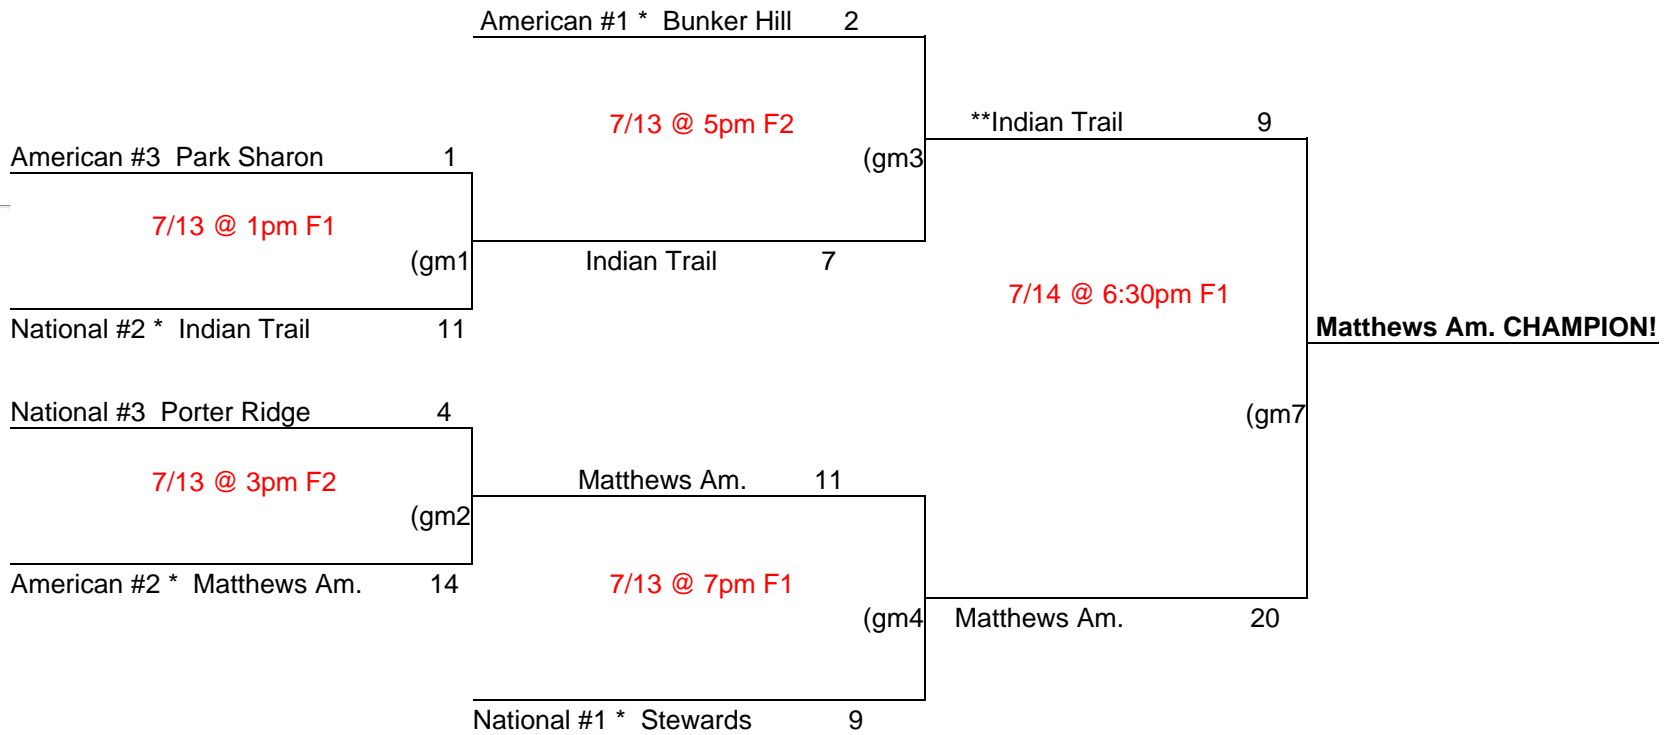 American #1 * Bunker Hill 2
7/13 @ 5pm F2
**Indian Trail 9
American #3 Park Sharon 1
(gm3
7/13 @ 1pm F1
(gm1
Indian Trail 7
7/14 @ 6:30pm F1
National #2 * Indian Trail 11
Matthews Am. CHAMPION!
National #3 Porter Ridge 4
(gm7
7/13 @ 3pm F2
Matthews Am. 11
(gm2
American #2 * Matthews Am. 14
7/13 @ 7pm F1
(gm4
Matthews Am. 20
National #1 * Stewards 9